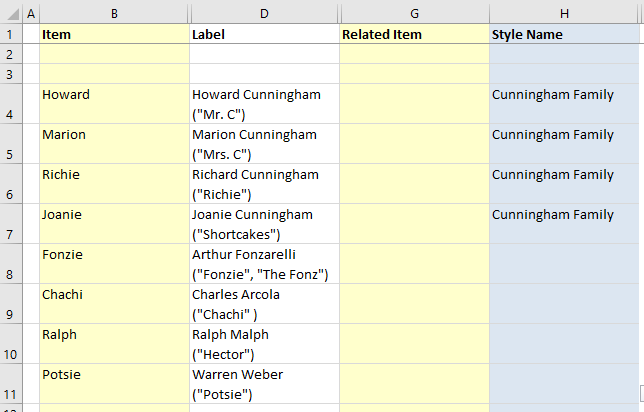 A B D G H
1 Item Label Related Item Style Name
2
3
Howard Howard Cunningham Cunningham Family
4 ("Mr. C")
Marion Marion Cunningham Cunningham Family
5 ("Mrs. C")
Richie Richard Cunningham Cunningham Family
6 ("Richie")
Joanie Joanie Cunningham Cunningham Family
7 ("Shortcakes")
Fonzie Arthur Fonzarelli
8 ("Fonzie", "The Fonz")
Chachi Charles Arcola
9 ("Chachi" )
Ralph Ralph Malph
10 ("Hector")
Potsie Warren Weber
11 ("Potsie")